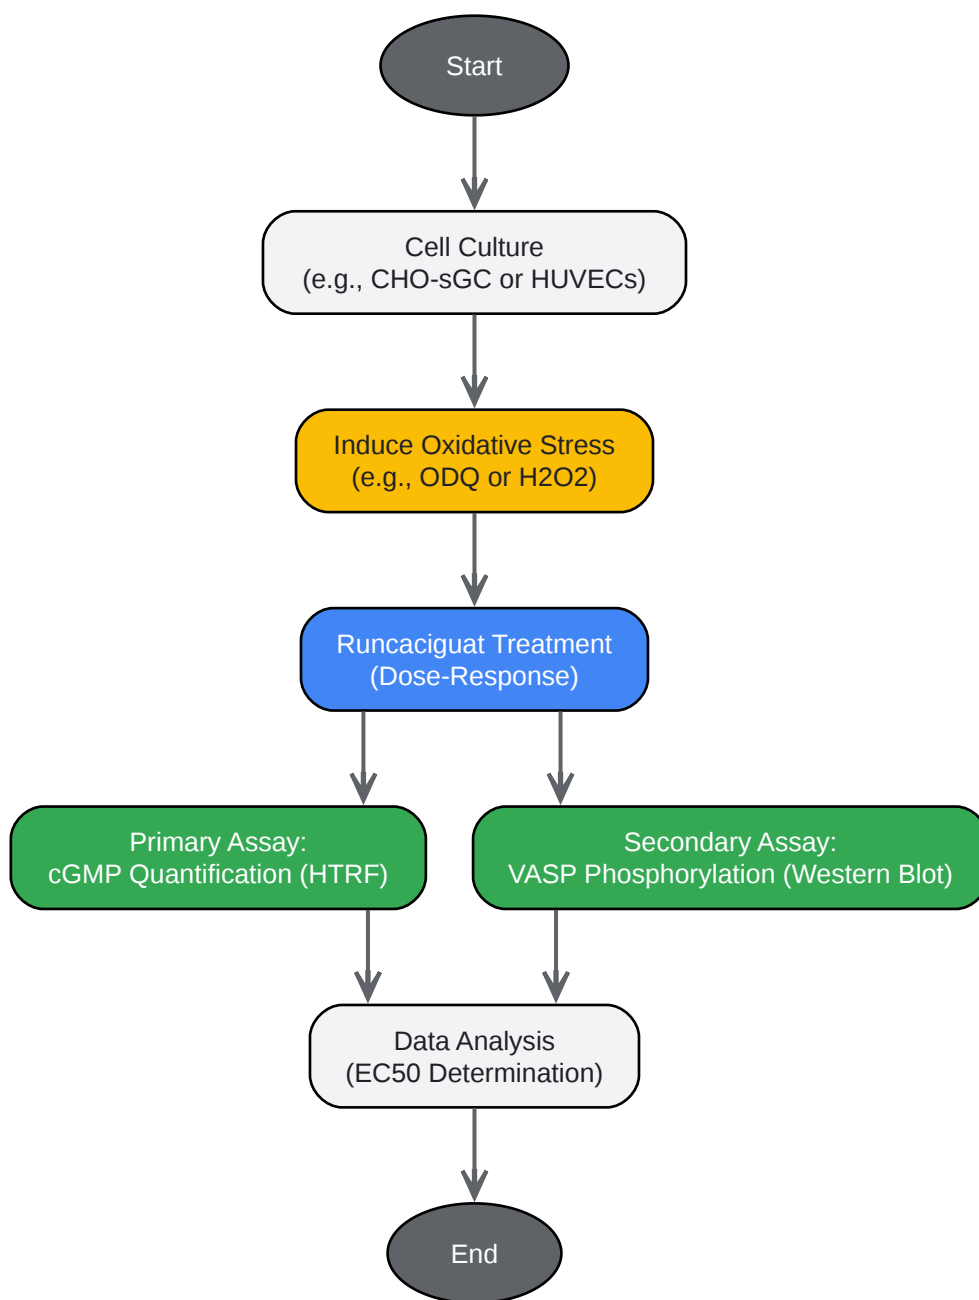 Start
Cell Culture
(e.g., CHO-sGC or HUVECs)
Induce Oxidative Stress
(e.g., ODQ or H2O2)
Runcaciguat Treatment
(Dose-Response)
Primary Assay:
cGMP Quantification (HTRF)
Secondary Assay:
VASP Phosphorylation (Western Blot)
Data Analysis
(EC50 Determination)
End